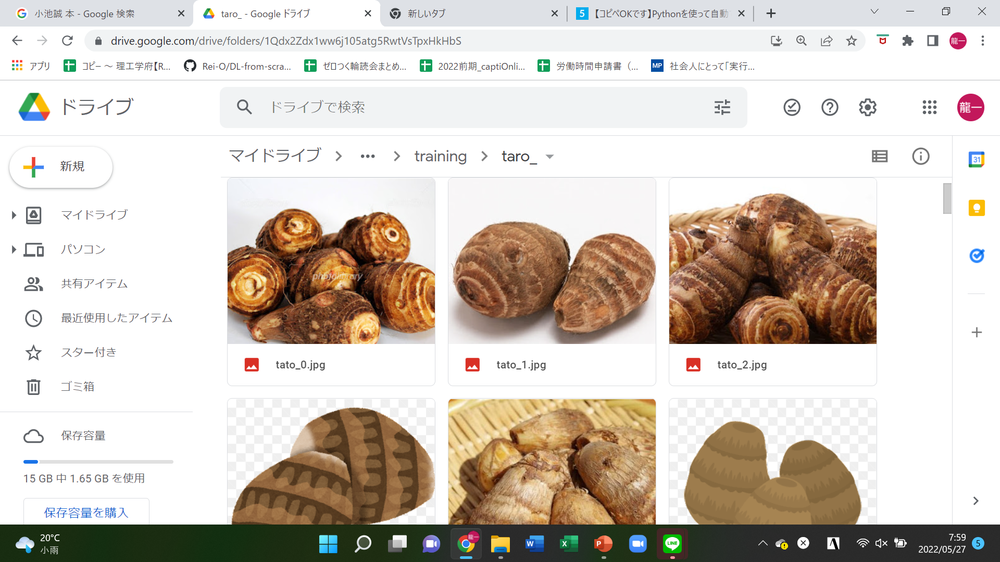 小池誠 本 - Google 検索
taro_ - Google ドライブ
新しいタブ
5 【コピペOKです】Pythonを使って自動
drive.google.com/drive/folders/1Qdx2Zdx1ww6j105atg5RwtVsTpxHkHbS
龍一
アプリ
コピー ～ 理工学府【R...
Rei-O/DL-from-scra...
ゼロつく輪読会まとめ...
2022前期_captiOnli...
労働時間申請書（...
MP 社会人にとって「実行...
ドライブ
ドライブで検索
龍一
新規
マイドライブ
パソコン
共有アイテム
最近使用したアイテム
スター付き
ゴミ箱
保存容量
15 GB 中 1.65 GB を使用
保存容量を購入
マイドライブ
training
taro_
31
photolibrary
tato_0.jpg
tato_1.jpg
tato_2.jpg
20°C
小雨
W
X
P
LINE
A
7:59
2022/05/27
5